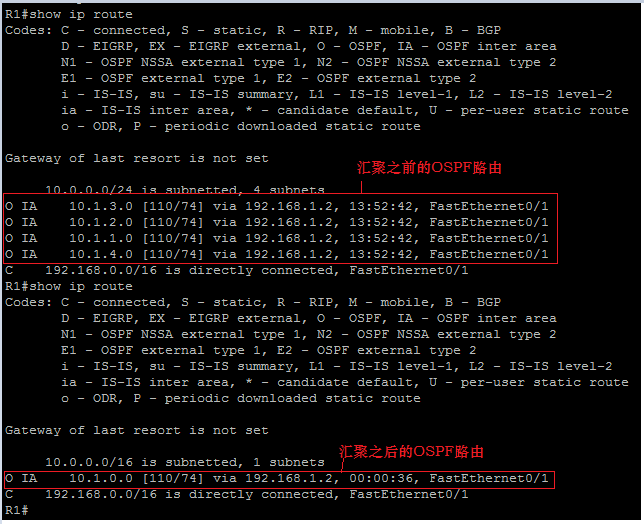 R1#show ip route
Codes: C - connected, S - static, R - RIP, M - mobile, B - BGP
D - EIGRP, EX - EIGRP external, O - OSPF, IA - OSPF inter area
N1 - OSPF NSSA external type 1, N2 - OSPF NSSA external type 2
E1 - OSPF external type 1, E2 - OSPF external type 2
i - IS-IS, su - IS-IS summary, L1 - IS-IS level-1, L2 - IS-IS level-2
ia - IS-IS inter area, * - candidate default, U - per-user static route
o - ODR, P - periodic downloaded static route
Gateway of last resort is not set
汇聚之前的OSPF路由
10.0.0.0/24 is subnetted, 4 subnets
O IA 10.1.3.0 [110/74] via 192.168.1.2, 13:52:42, FastEthernet0/1
O IA 10.1.2.0 [110/74] via 192.168.1.2, 13:52:42, FastEthernet0/1
O IA 10.1.1.0 [110/74] via 192.168.1.2, 13:52:42, FastEthernet0/1
O IA 10.1.4.0 [110/74] via 192.168.1.2, 13:52:42, FastEthernet0/1
C 192.168.0.0/16 is directly connected, FastEthernet0/1
R1#show ip route
Codes: C - connected, S - static, R - RIP, M - mobile, B - BGP
D - EIGRP, EX - EIGRP external, O - OSPF, IA - OSPF inter area
N1 - OSPF NSSA external type 1, N2 - OSPF NSSA external type 2
E1 - OSPF external type 1, E2 - OSPF external type 2
i - IS-IS, su - IS-IS summary, L1 - IS-IS level-1, L2 - IS-IS level-2
ia - IS-IS inter area, * - candidate default, U - per-user static route
o - ODR, P - periodic downloaded static route
Gateway of last resort is not set
汇聚之后的OSPF路由
10.0.0.0/16 is subnetted, 1 subnets
O IA 10.1.0.0 [110/74] via 192.168.1.2, 00:00:36, FastEthernet0/1
C 192.168.0.0/16 is directly connected, FastEthernet0/1
R1#